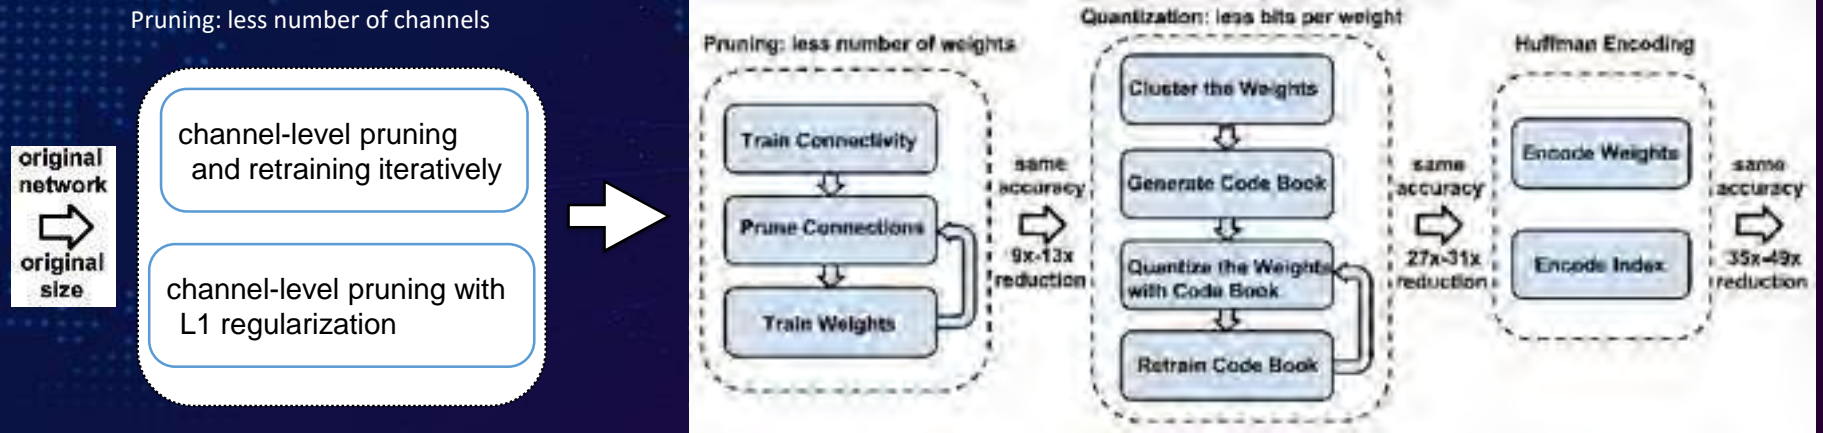 Pruning: less number of channels
original
network
original
size
channel-level pruning
and retraining iteratively
channel-level pruning with
L1 regularization
Pruning: less number of weights
Train Connectivity
Prune Connections
Train Weights
same
accuracy
9x-13x
reduction
Quantization: less bits per weight
Cluster the Weights
Generate Code Book
Quantize the Weights
with Code Book
Retrain Code Book
same
accuracy
27x-31x
reduction
Huffman Encoding
Encode Weights
Encode Index
same
accuracy
35x-49x
reduction